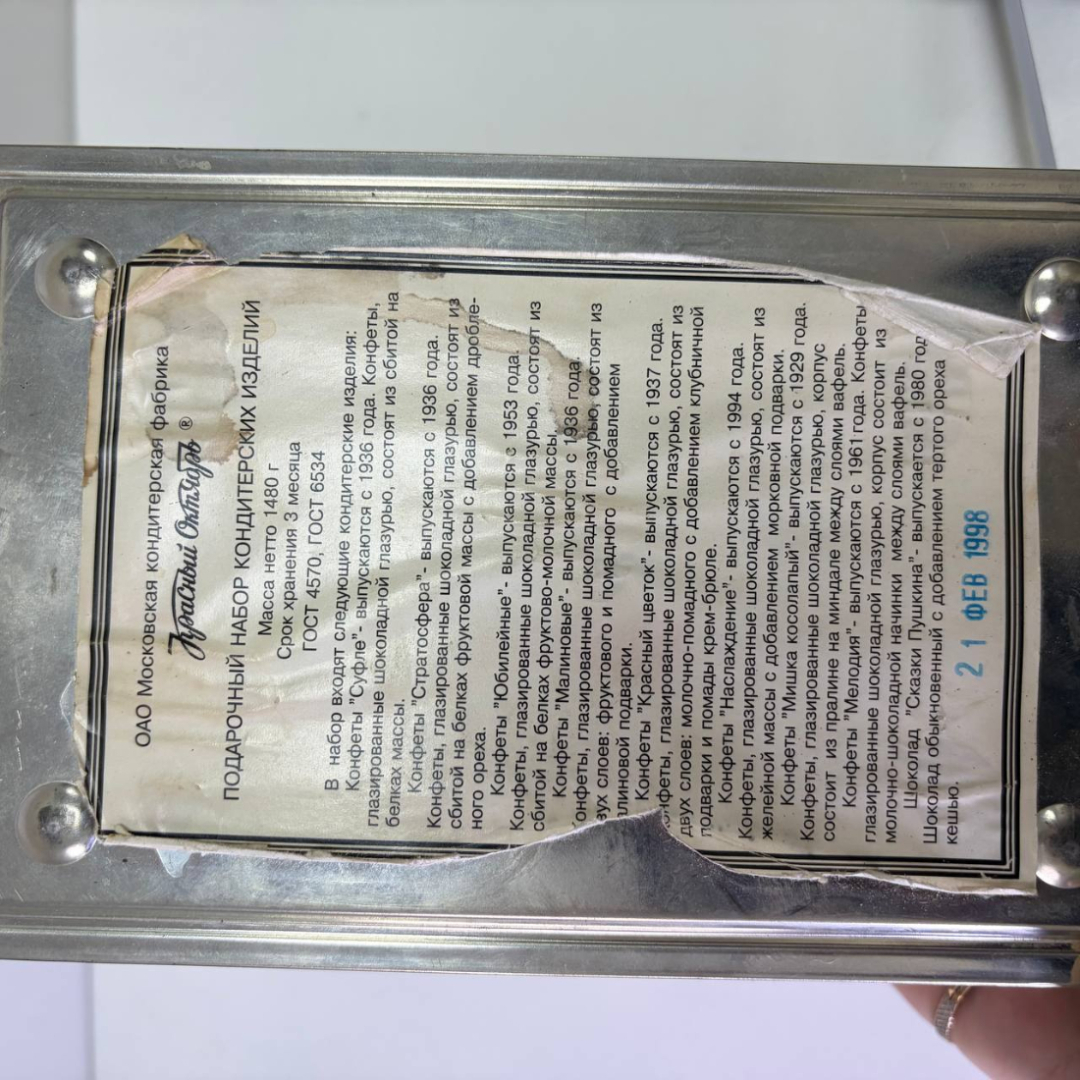 ОАО Московская кондитерская фабрика
Красный Октябрь ®
ПОДАРОЧНЫЙ НАБОР КОНДИТЕРСКИХ ИЗДЕЛИЙ
Масса нетто 1480 г
Срок хранения 3 месяца
ГОСТ 4570, ГОСТ 6534
В набор входят следующие кондитерские изделия:
Конфеты "Суфле"- выпускаются с 1936 года. Конфеты,
глазированные шоколадной глазурью, состоят из сбитой на
белках массы.
Конфеты "Стратосфера"- выпускаются с 1936 года.
Конфеты, глазированные шоколадной глазурью, состоят из
сбитой на белках фруктовой массы с добавлением дробле-
ного ореха.
Конфеты "Юбилейные"- выпускаются с 1953 года.
Конфеты, глазированные шоколадной глазурью, состоят из
сбитой на белках фруктово-молочной массы.
Конфеты "Малиновые"- выпускаются с 1936 года.
онфеты, глазированные шоколадной глазурью, состоят из
вух слоев: фруктового и помадного с добавлением
линовой подварки.
Конфеты "Красный цветок"- выпускаются с 1937 года.
нфеты, глазированные шоколадной глазурью, состоят из
двух слоев: молочно-помадного с добавлением клубничной
подварки и помады крем-брюле.
Конфеты "Наслаждение"- выпускаются с 1994 года.
Конфеты, глазированные шоколадной глазурью, состоят из
желейной массы с добавлением морковной подварки.
Конфеты "Мишка косолапый"- выпускаются с 1929 года.
Конфеты, глазированные шоколадной глазурью, корпус
состоит из пралине на миндале между слоями вафель.
Конфеты "Мелодия"- выпускаются с 1961 года. Конфеты
глазированные шоколадной глазурью, корпус состоит из
молочно-шоколадной начинки между слоями вафель.
Шоколад "Сказки Пушкина"- выпускается с 1980 год
Шоколад обыкновенный с добавлением тертого ореха
кешью.
21 ФЕВ 1998